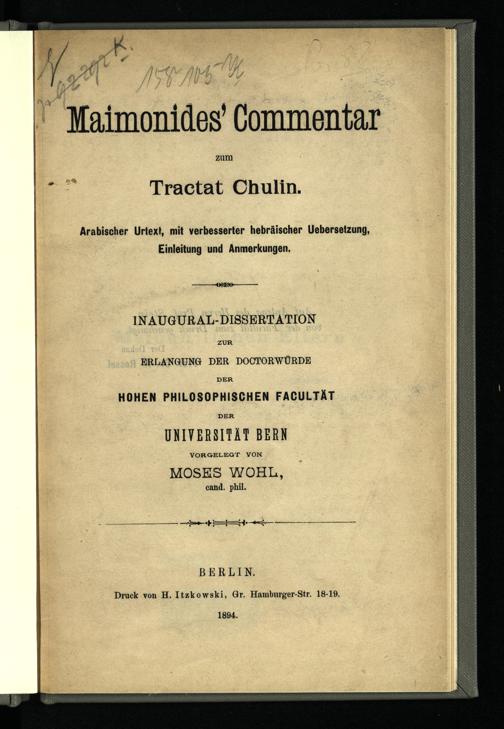 Maimonides' Commentar
zum
Tractat Chulin.
Arabischer Urtext, mit verbesserter hebräischer Uebersetzung,
Einleitung und Anmerkungen.
INAUGURAL-DISSERTATION
ZUR
ERLANGUNG DER DOCTORWÜRDE
DER
HOHEN PHILOSOPHISCHEN FACULTÄT
DER
UNIVERSITÄT BERN
VORGELEGT VON
MOSES WOHL,
cand. phil.
BERLIN.
Druck von H. Itzkowski, Gr. Hamburger-Str. 18-19.
1894.